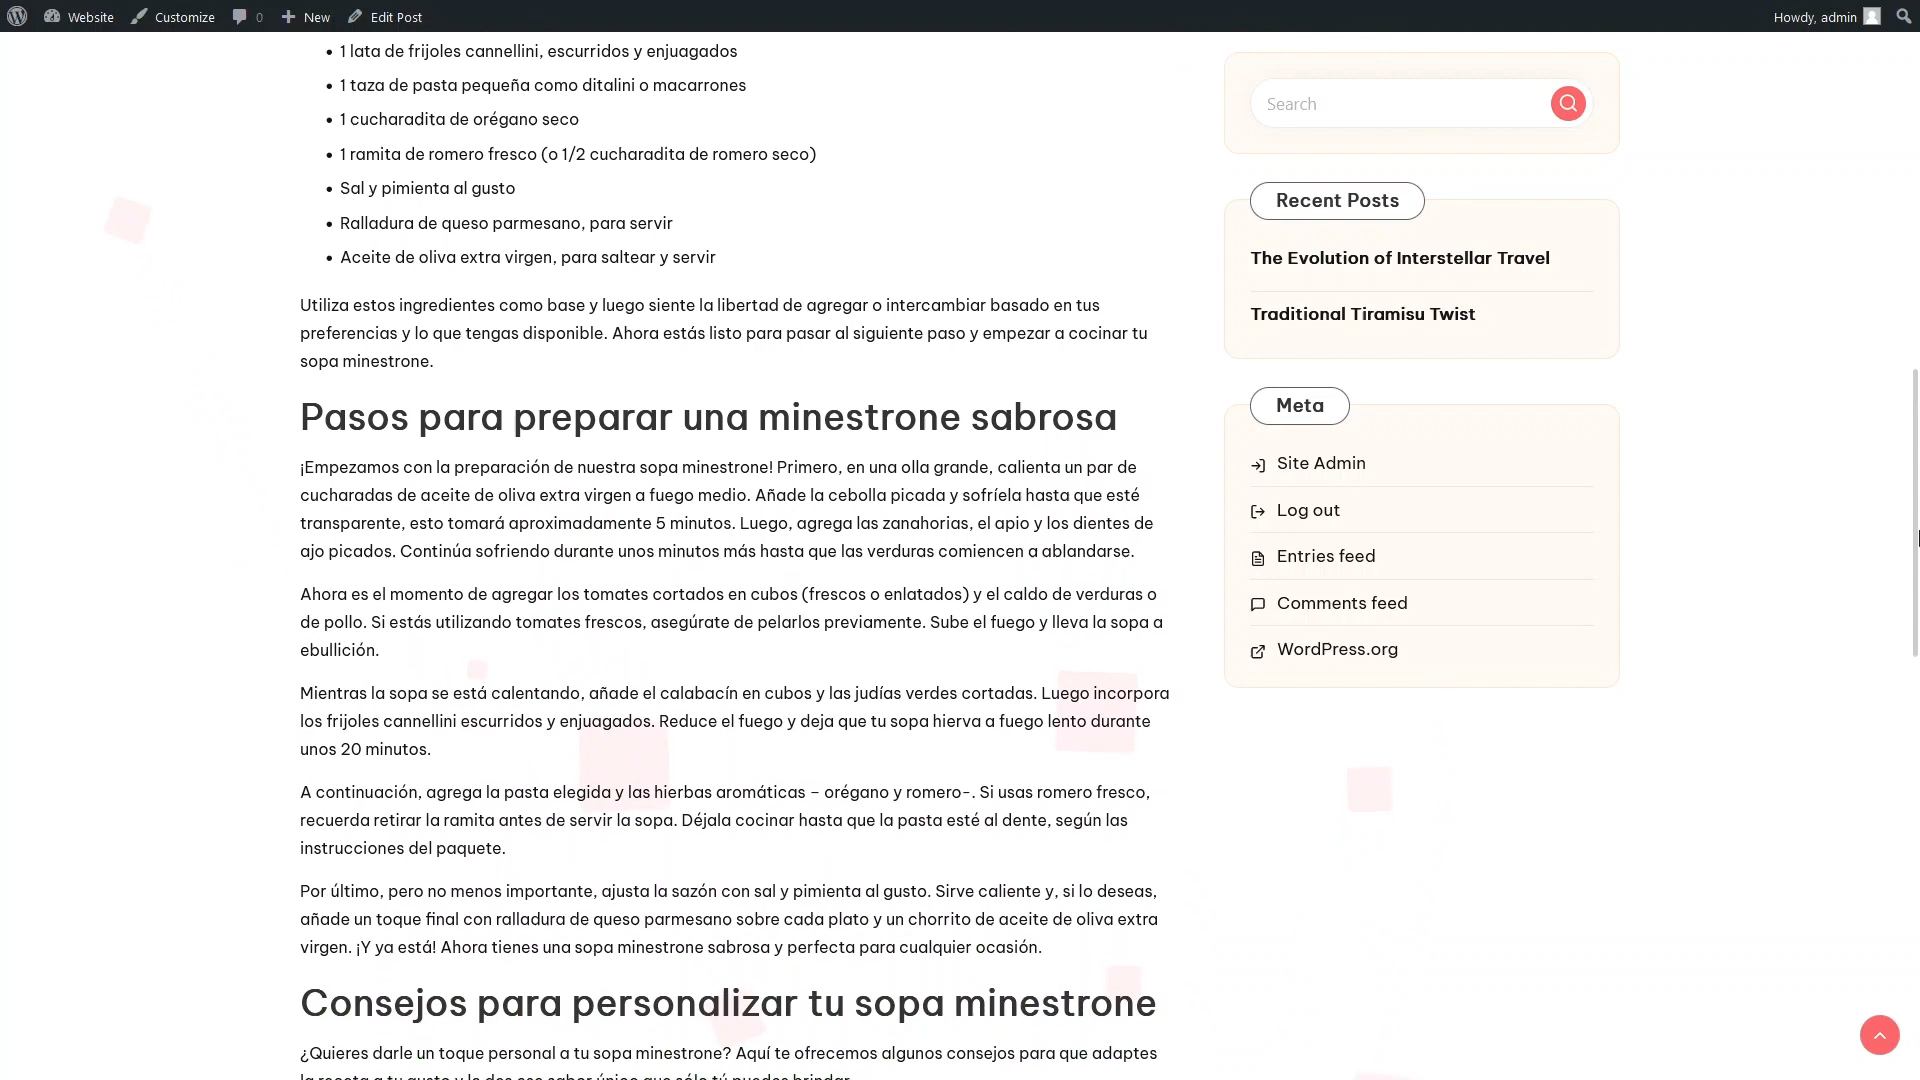 Website Customize 0 New Edit Post Howdy, admin
• 1 lata de frijoles cannellini, escurridos y enjuagados
• 1 taza de pasta pequeña como ditalini o macarrones
• 1 cucharadita de orégano seco
• 1 ramita de romero fresco (o 1/2 cucharadita de romero seco)
• Sal y pimienta al gusto
• Ralladura de queso parmesano, para servir
• Aceite de oliva extra virgen, para saltear y servir
Utiliza estos ingredientes como base y luego siente la libertad de agregar o intercambiar basado en tus
preferencias y lo que tengas disponible. Ahora estás listo para pasar al siguiente paso y empezar a cocinar tu
sopa minestrone.
Pasos para preparar una minestrone sabrosa
¡Empezamos con la preparación de nuestra sopa minestrone! Primero, en una olla grande, calienta un par de
cucharadas de aceite de oliva extra virgen a fuego medio. Añade la cebolla picada y sofríela hasta que esté
transparente, esto tomará aproximadamente 5 minutos. Luego, agrega las zanahorias, el apio y los dientes de
ajo picados. Continúa sofriendo durante unos minutos más hasta que las verduras comiencen a ablandarse.
Ahora es el momento de agregar los tomates cortados en cubos (frescos o enlatados) y el caldo de verduras o
de pollo. Si estás utilizando tomates frescos, asegúrate de pelarlos previamente. Sube el fuego y lleva la sopa a
ebullición.
Mientras la sopa se está calentando, añade el calabacín en cubos y las judías verdes cortadas. Luego incorpora
los frijoles cannellini escurridos y enjuagados. Reduce el fuego y deja que tu sopa hierva a fuego lento durante
unos 20 minutos.
A continuación, agrega la pasta elegida y las hierbas aromáticas – orégano y romero-. Si usas romero fresco,
recuerda retirar la ramita antes de servir la sopa. Déjala cocinar hasta que la pasta esté al dente, según las
instrucciones del paquete.
Por último, pero no menos importante, ajusta la sazón con sal y pimienta al gusto. Sirve caliente y, si lo deseas,
añade un toque final con ralladura de queso parmesano sobre cada plato y un chorrito de aceite de oliva extra
virgen. ¡Y ya está! Ahora tienes una sopa minestrone sabrosa y perfecta para cualquier ocasión.
Consejos para personalizar tu sopa minestrone
¿Quieres darle un toque personal a tu sopa minestrone? Aquí te ofrecemos algunos consejos para que adaptes
la receta a tu gusto y le des ese sabor único que sólo tú puedes brindar.
Search
Recent Posts
The Evolution of Interstellar Travel
Traditional Tiramisu Twist
Meta
Site Admin
Log out
Entries feed
Comments feed
WordPress.org